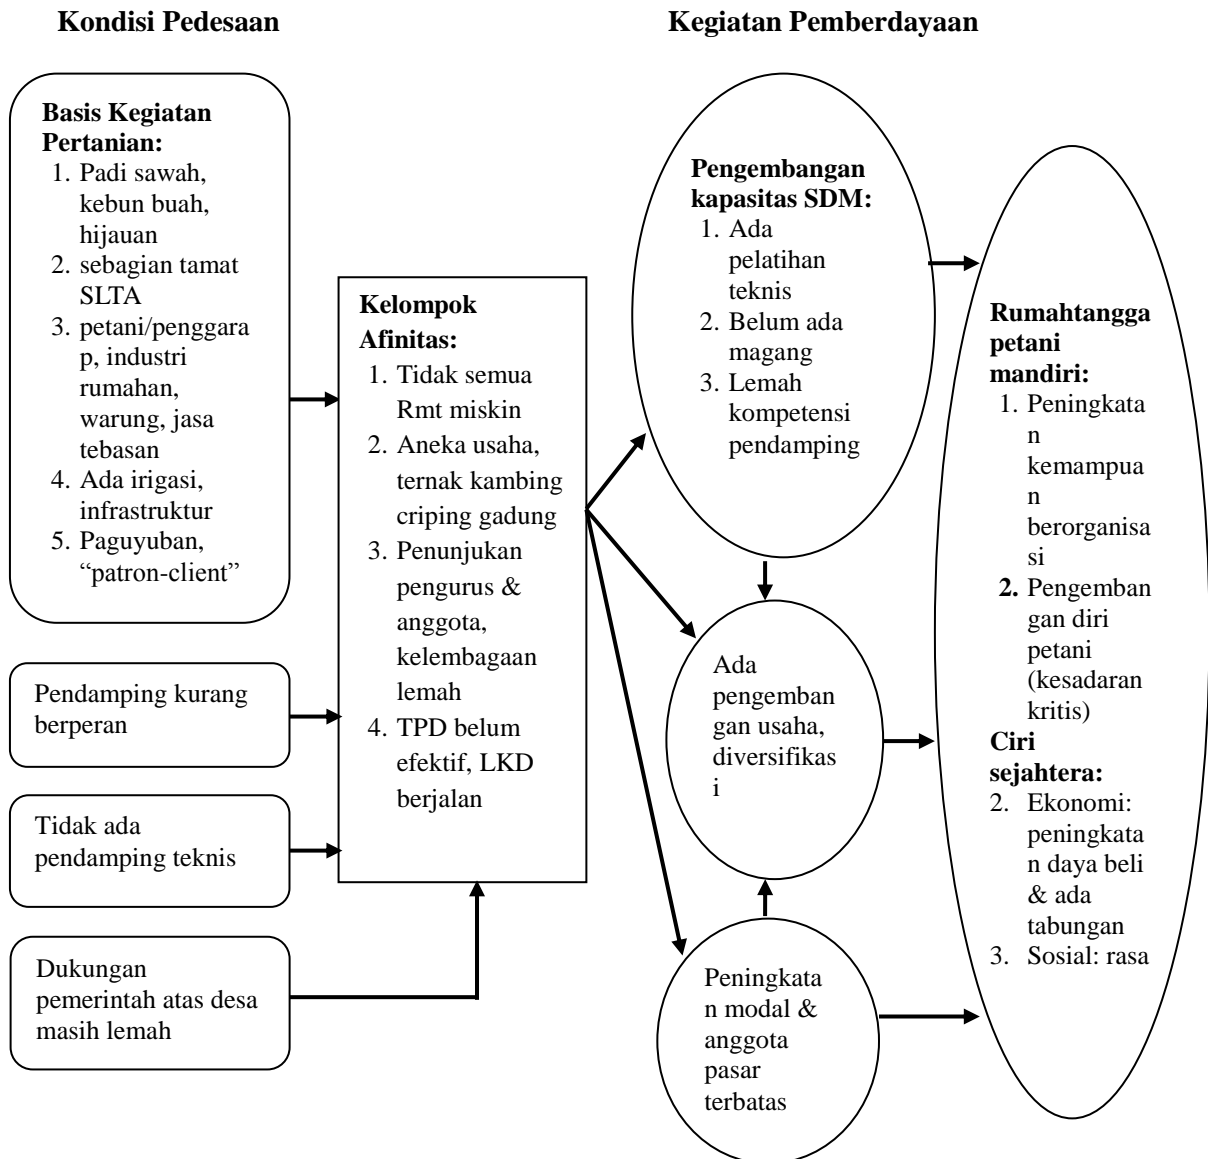 Kondisi Pedesaan
Kegiatan Pemberdayaan
Basis Kegiatan
Pertanian:
1. Padi sawah,
kebun buah,
hijauan
2. sebagian tamat
SLTA
3. petani/penggara
p, industri
rumahan,
warung, jasa
tebasan
4. Ada irigasi,
infrastruktur
5. Paguyuban,
“patron-client”
Pendamping kurang
berperan
Tidak ada
pendamping teknis
Dukungan
pemerintah atas desa
masih lemah
Kelompok
Afinitas:
1. Tidak semua
Rmt miskin
2. Aneka usaha,
ternak kambing
criping gadung
3. Penunjukan
pengurus &
anggota,
kelembagaan
lemah
4. TPD belum
efektif, LKD
berjalan
Pengembangan
kapasitas SDM:
1. Ada
pelatihan
teknis
2. Belum ada
magang
3. Lemah
kompetensi
pendamping
Ada
pengemban
gan usaha,
diversifikas
i
Peningkata
n modal &
anggota
pasar
terbatas
Rumahtangga
petani
mandiri:
1. Peningkata
n
kemampua
n
berorganisa
si
2. Pengemban
gan diri
petani
(kesadaran
kritis)
Ciri
sejahtera:
2. Ekonomi:
peningkata
n daya beli
& ada
tabungan
3. Sosial: rasa